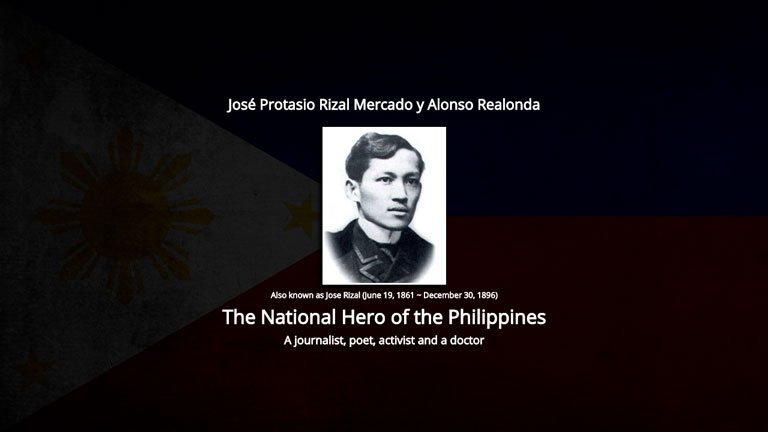 José Protasio Rizal Mercado y Alonso Realonda
Also known as Jose Rizal (June 19, 1861 ~ December 30, 1896)
The National Hero of the Philippines
A journalist, poet, activist and a doctor